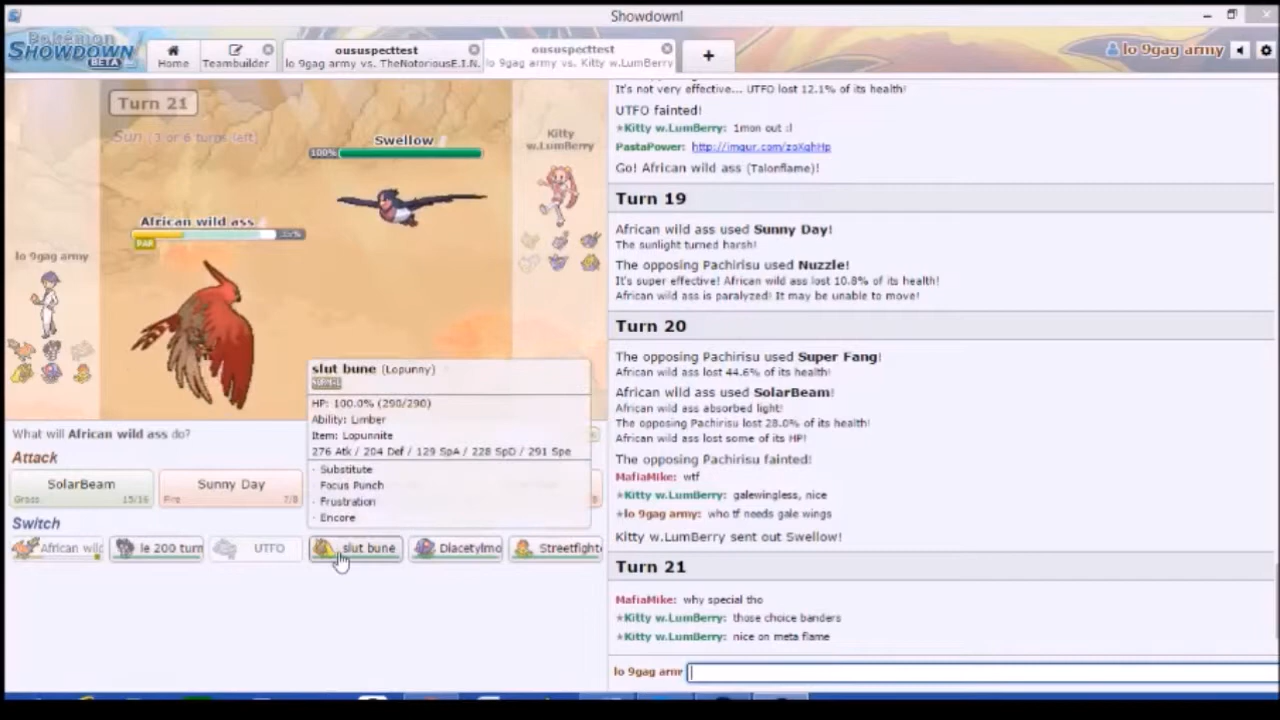 Showdown!
Pokémon
SHOWDOWN
BETA
Home
Teambuilder
oususpecttest
lo 9gag army vs. TheNotoriousE.I.N.
oususpecttest
lo 9gag army vs. Kitty w.LumBerry
+
lo 9gag army
Turn 21
Sun (3 or 6 turns left)
Swellow
100%
African wild ass
PAR
lo 9gag army
Kitty
w.LumBerry
slut bune (Lopunny)
NORMAL
HP: 100.0% (290/290)
Ability: Limber
Item: Lopunnite
276 Atk / 204 Def / 129 SpA / 228 SpD / 291 Spe
· Substitute
· Focus Punch
· Frustration
· Encore
What will African wild ass do?
Attack
SolarBeam
Grass 15/16
Sunny Day
Fire 7/8
Switch
African wild
le 200 turn
UTFO
slut bune
Diacetylmo
Streetfight
It's not very effective... UTFO lost 12.1% of its health!
UTFO fainted!
★Kitty w.LumBerry: 1mon out :l
PastaPower: http://imgur.com/zoXghHp
Go! African wild ass (Talonflame)!
Turn 19
African wild ass used Sunny Day!
The sunlight turned harsh!
The opposing Pachirisu used Nuzzle!
It's super effective! African wild ass lost 10.8% of its health!
African wild ass is paralyzed! It may be unable to move!
Turn 20
The opposing Pachirisu used Super Fang!
African wild ass lost 44.6% of its health!
African wild ass used SolarBeam!
African wild ass absorbed light!
The opposing Pachirisu lost 28.0% of its health!
African wild ass lost some of its HP!
The opposing Pachirisu fainted!
MafiaMike: wtf
★Kitty w.LumBerry: galewingless, nice
★lo 9gag army: who tf needs gale wings
Kitty w.LumBerry sent out Swellow!
Turn 21
MafiaMike: why special tho
★Kitty w.LumBerry: those choice banders
★Kitty w.LumBerry: nice on meta flame
lo 9gag army